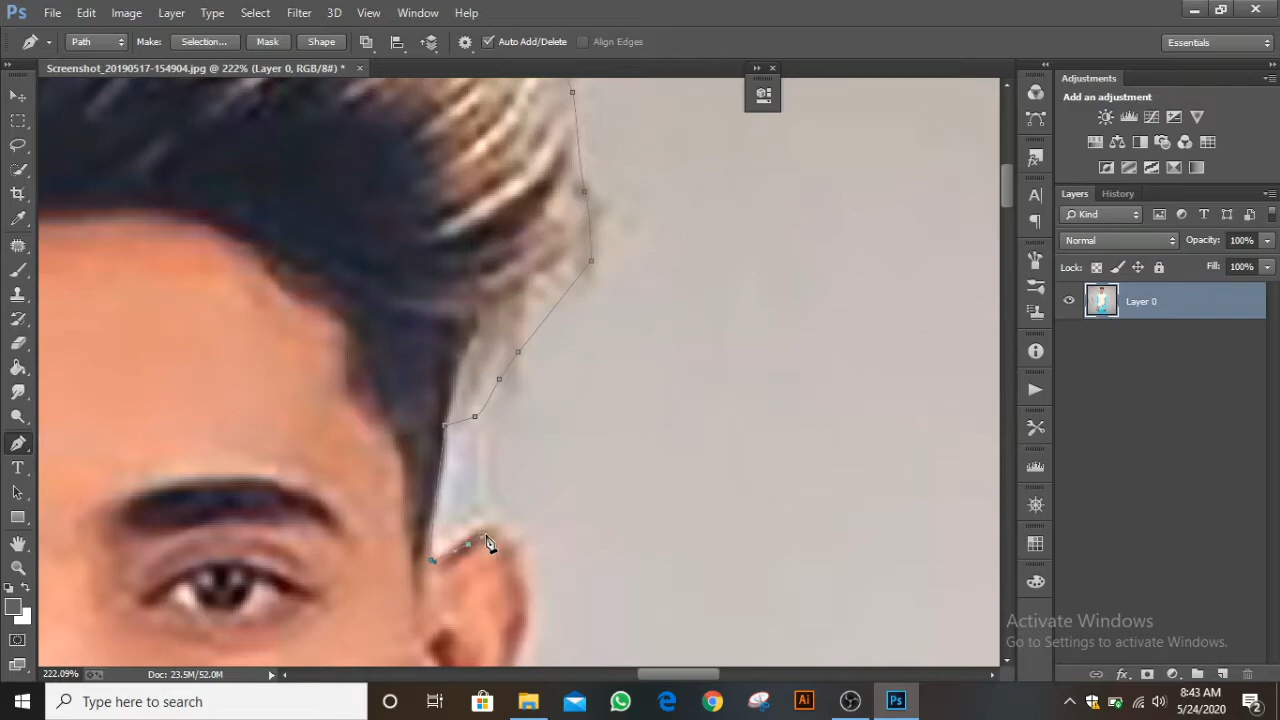 Ps File Edit Image Layer Type Select Filter 3D View Window Help
Path Make: Selection... Mask Shape Auto Add/Delete Align Edges Essentials
Screenshot_20190517-154904.jpg @ 222% (Layer 0, RGB/8#) * ×
Adjustments
Add an adjustment
Layers History
Kind
Normal Opacity: 100%
Lock: Fill: 100%
Layer 0
Activate Windows
Go to Settings to activate Windows.
222.09% Doc: 23.5M/52.0M
Type here to search
Ai
Ps
8:43 AM
5/24/2020
2